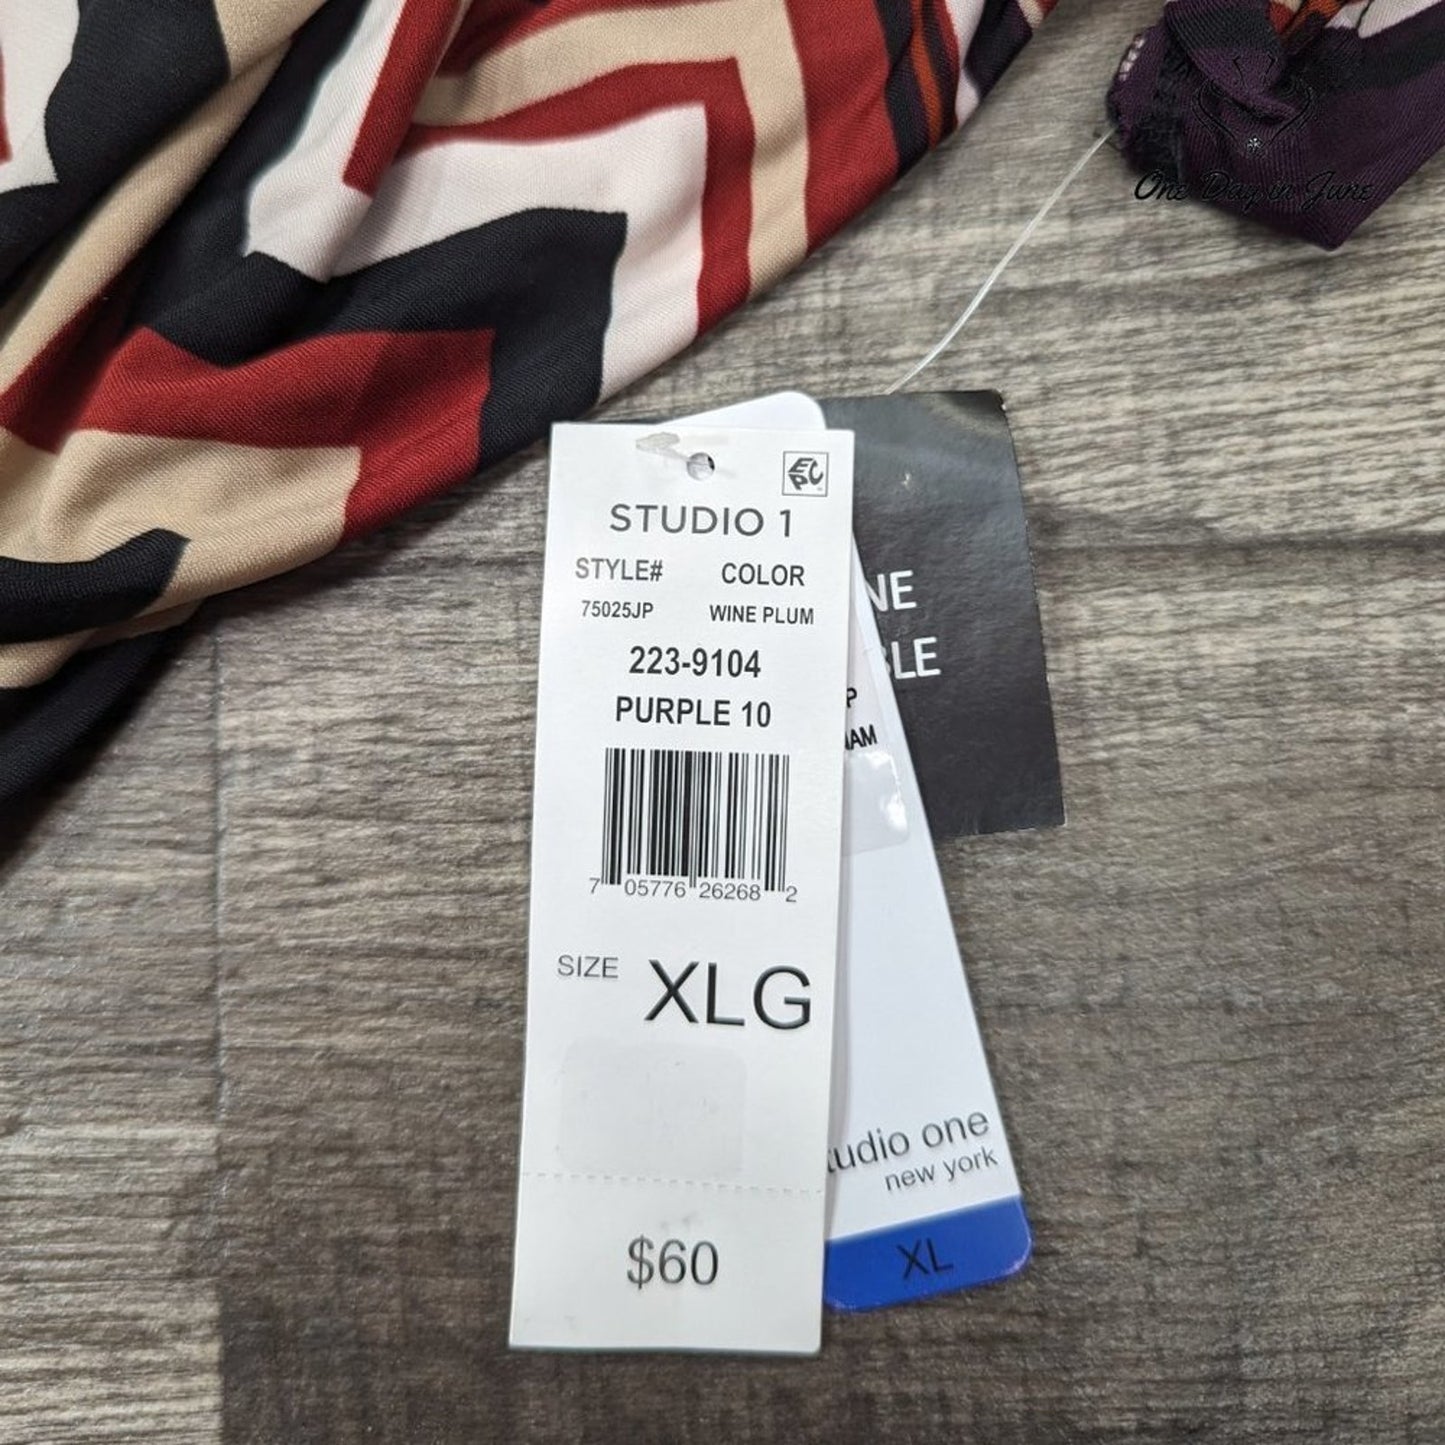 One Day in June
EPC
STUDIO 1
STYLE# COLOR
75025JP WINE PLUM
223-9104
PURPLE 10
7 05776 26268 2
SIZE XLG
$60
NE
BLE
P
NAM
tudio one
new york
XL